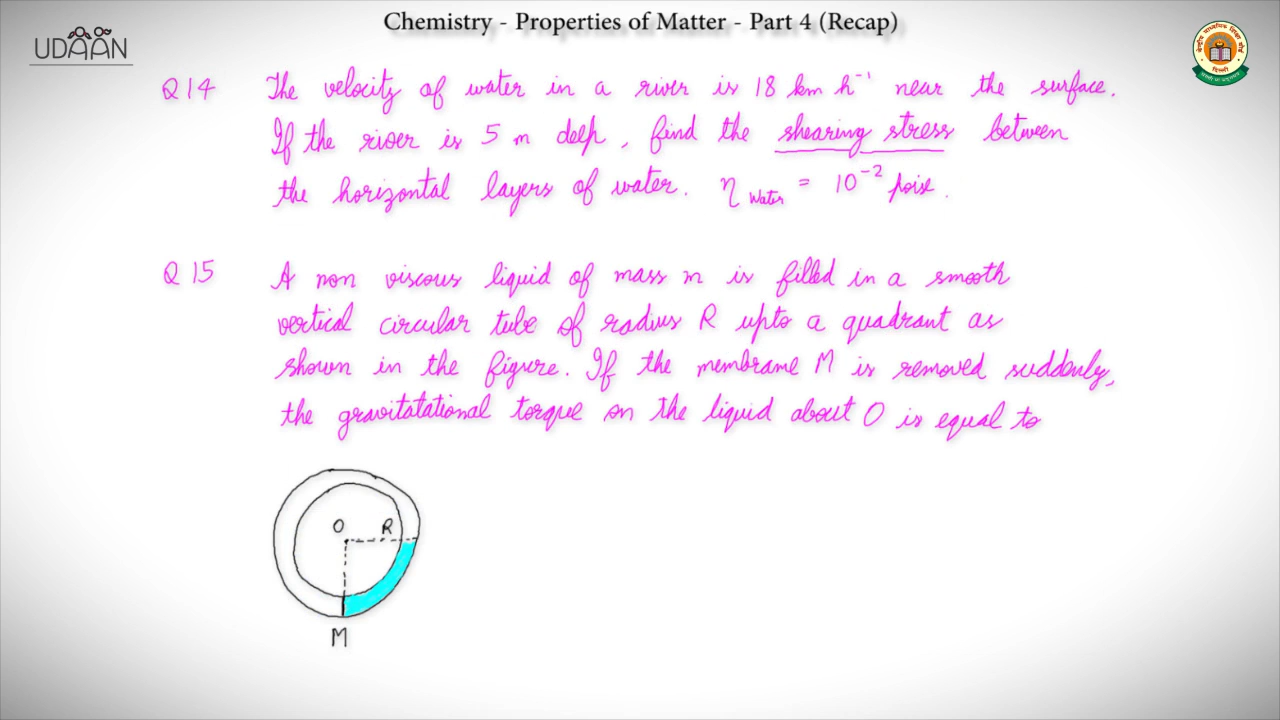 Chemistry - Properties of Matter - Part 4 (Recap)
UDAAN
Q 14 The velocity of water in a river is 18 km h⁻¹ near the surface.
If the river is 5 m deep, find the shearing stress between
the horizontal layers of water. η water = 10⁻² poise.
Q 15 A non viscous liquid of mass m is filled in a smooth
vertical circular tube of radius R upto a quadrant as
shown in the figure. If the membrane M is removed suddenly,
the gravitatational torque on the liquid about O is equal to
O R
M